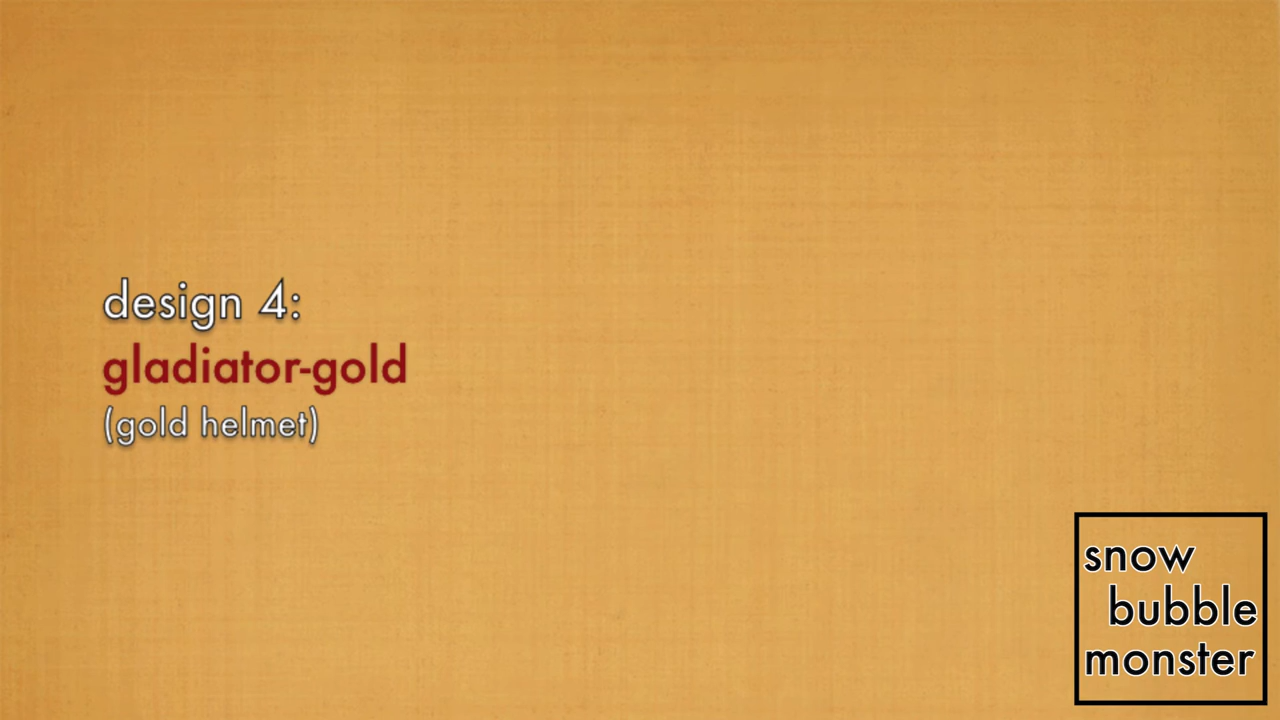 design 4:
gladiator-gold
(gold helmet)
snow
bubble
monster